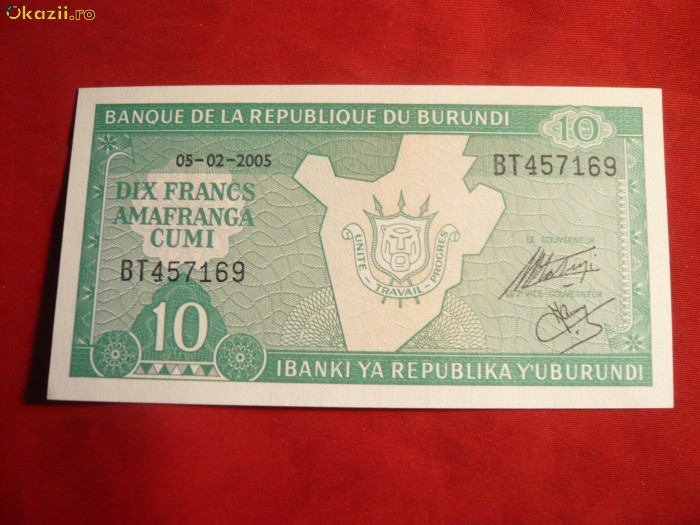 Okazii.ro
BANQUE DE LA REPUBLIQUE DU BURUNDI
10
05-02-2005
BT457169
DIX FRANCS
AMAFRANGA
CUMI
BT457169
UNITE TRAVAIL PROGRES
LE GOUVERNEUR
LE 1er VICE-GOUVERNEUR
10
IBANKI YA REPUBLIKA Y'UBURUNDI